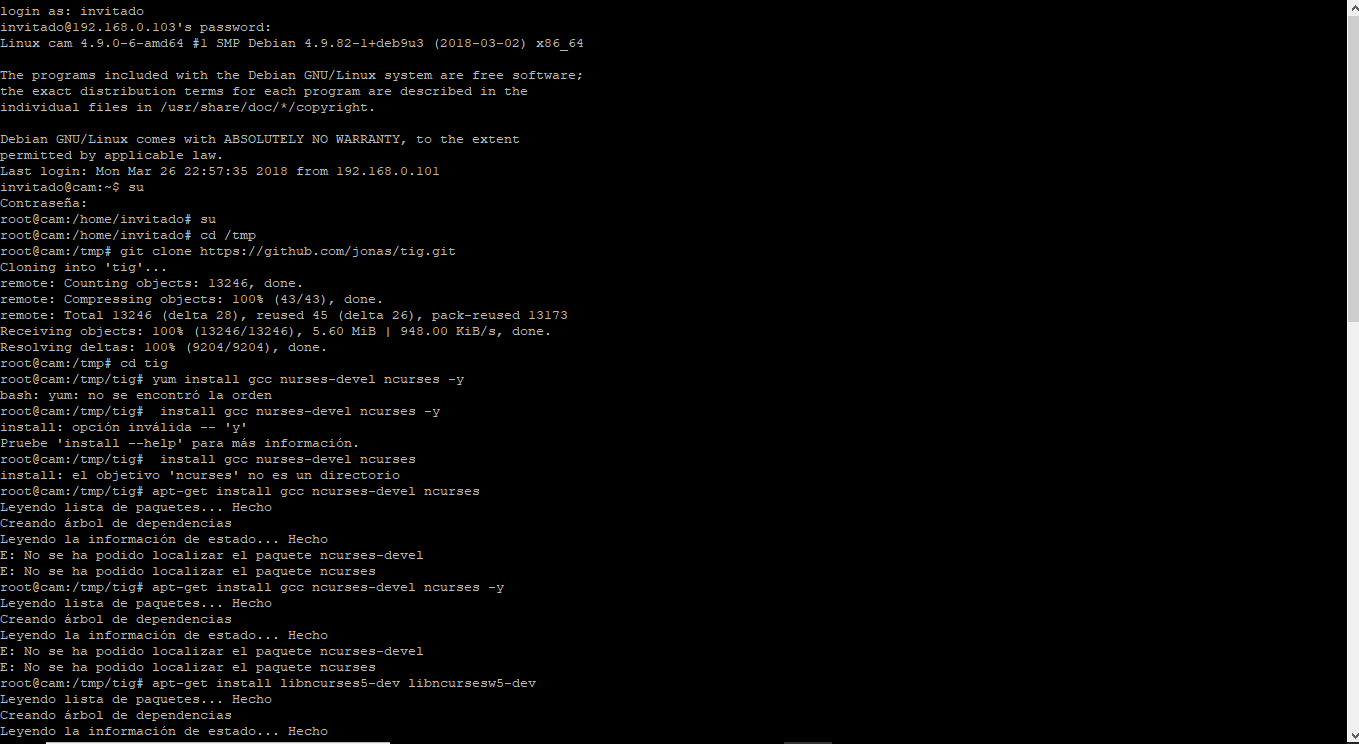 login as: invitado
invitado@192.168.0.103's password:
Linux cam 4.9.0-6-amd64 #1 SMP Debian 4.9.82-1+deb9u3 (2018-03-02) x86_64
The programs included with the Debian GNU/Linux system are free software;
the exact distribution terms for each program are described in the
individual files in /usr/share/doc/*/copyright.
Debian GNU/Linux comes with ABSOLUTELY NO WARRANTY, to the extent
permitted by applicable law.
Last login: Mon Mar 26 22:57:35 2018 from 192.168.0.101
invitado@cam:~$ su
Contraseña:
root@cam:/home/invitado# su
root@cam:/home/invitado# cd /tmp
root@cam:/tmp# git clone https://github.com/jonas/tig.git
Cloning into 'tig'...
remote: Counting objects: 13246, done.
remote: Compressing objects: 100% (43/43), done.
remote: Total 13246 (delta 28), reused 45 (delta 26), pack-reused 13173
Receiving objects: 100% (13246/13246), 5.60 MiB | 948.00 KiB/s, done.
Resolving deltas: 100% (9204/9204), done.
root@cam:/tmp# cd tig
root@cam:/tmp/tig# yum install gcc nurses-devel ncurses -y
bash: yum: no se encontró la orden
root@cam:/tmp/tig#  install gcc nurses-devel ncurses -y
install: opción inválida -- 'y'
Pruebe 'install --help' para más información.
root@cam:/tmp/tig#  install gcc nurses-devel ncurses
install: el objetivo 'ncurses' no es un directorio
root@cam:/tmp/tig# apt-get install gcc ncurses-devel ncurses
Leyendo lista de paquetes... Hecho
Creando árbol de dependencias
Leyendo la información de estado... Hecho
E: No se ha podido localizar el paquete ncurses-devel
E: No se ha podido localizar el paquete ncurses
root@cam:/tmp/tig# apt-get install gcc ncurses-devel ncurses -y
Leyendo lista de paquetes... Hecho
Creando árbol de dependencias
Leyendo la información de estado... Hecho
E: No se ha podido localizar el paquete ncurses-devel
E: No se ha podido localizar el paquete ncurses
root@cam:/tmp/tig# apt-get install libncurses5-dev libncursesw5-dev
Leyendo lista de paquetes... Hecho
Creando árbol de dependencias
Leyendo la información de estado... Hecho